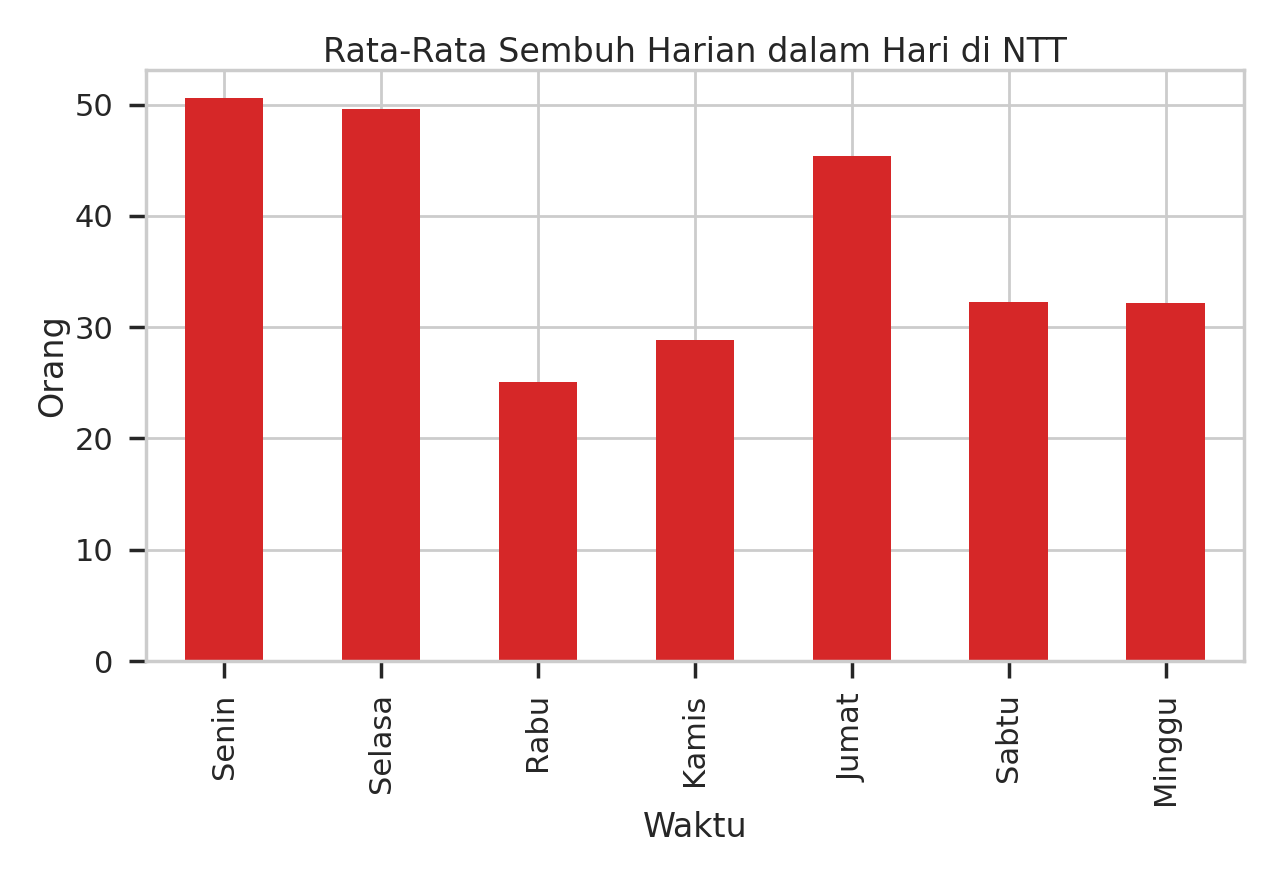 Rata-Rata Sembuh Harian dalam Hari di NTT
50
40
30
20
10
0
Orang
Senin
Selasa
Rabu
Kamis
Jumat
Sabtu
Minggu
Waktu